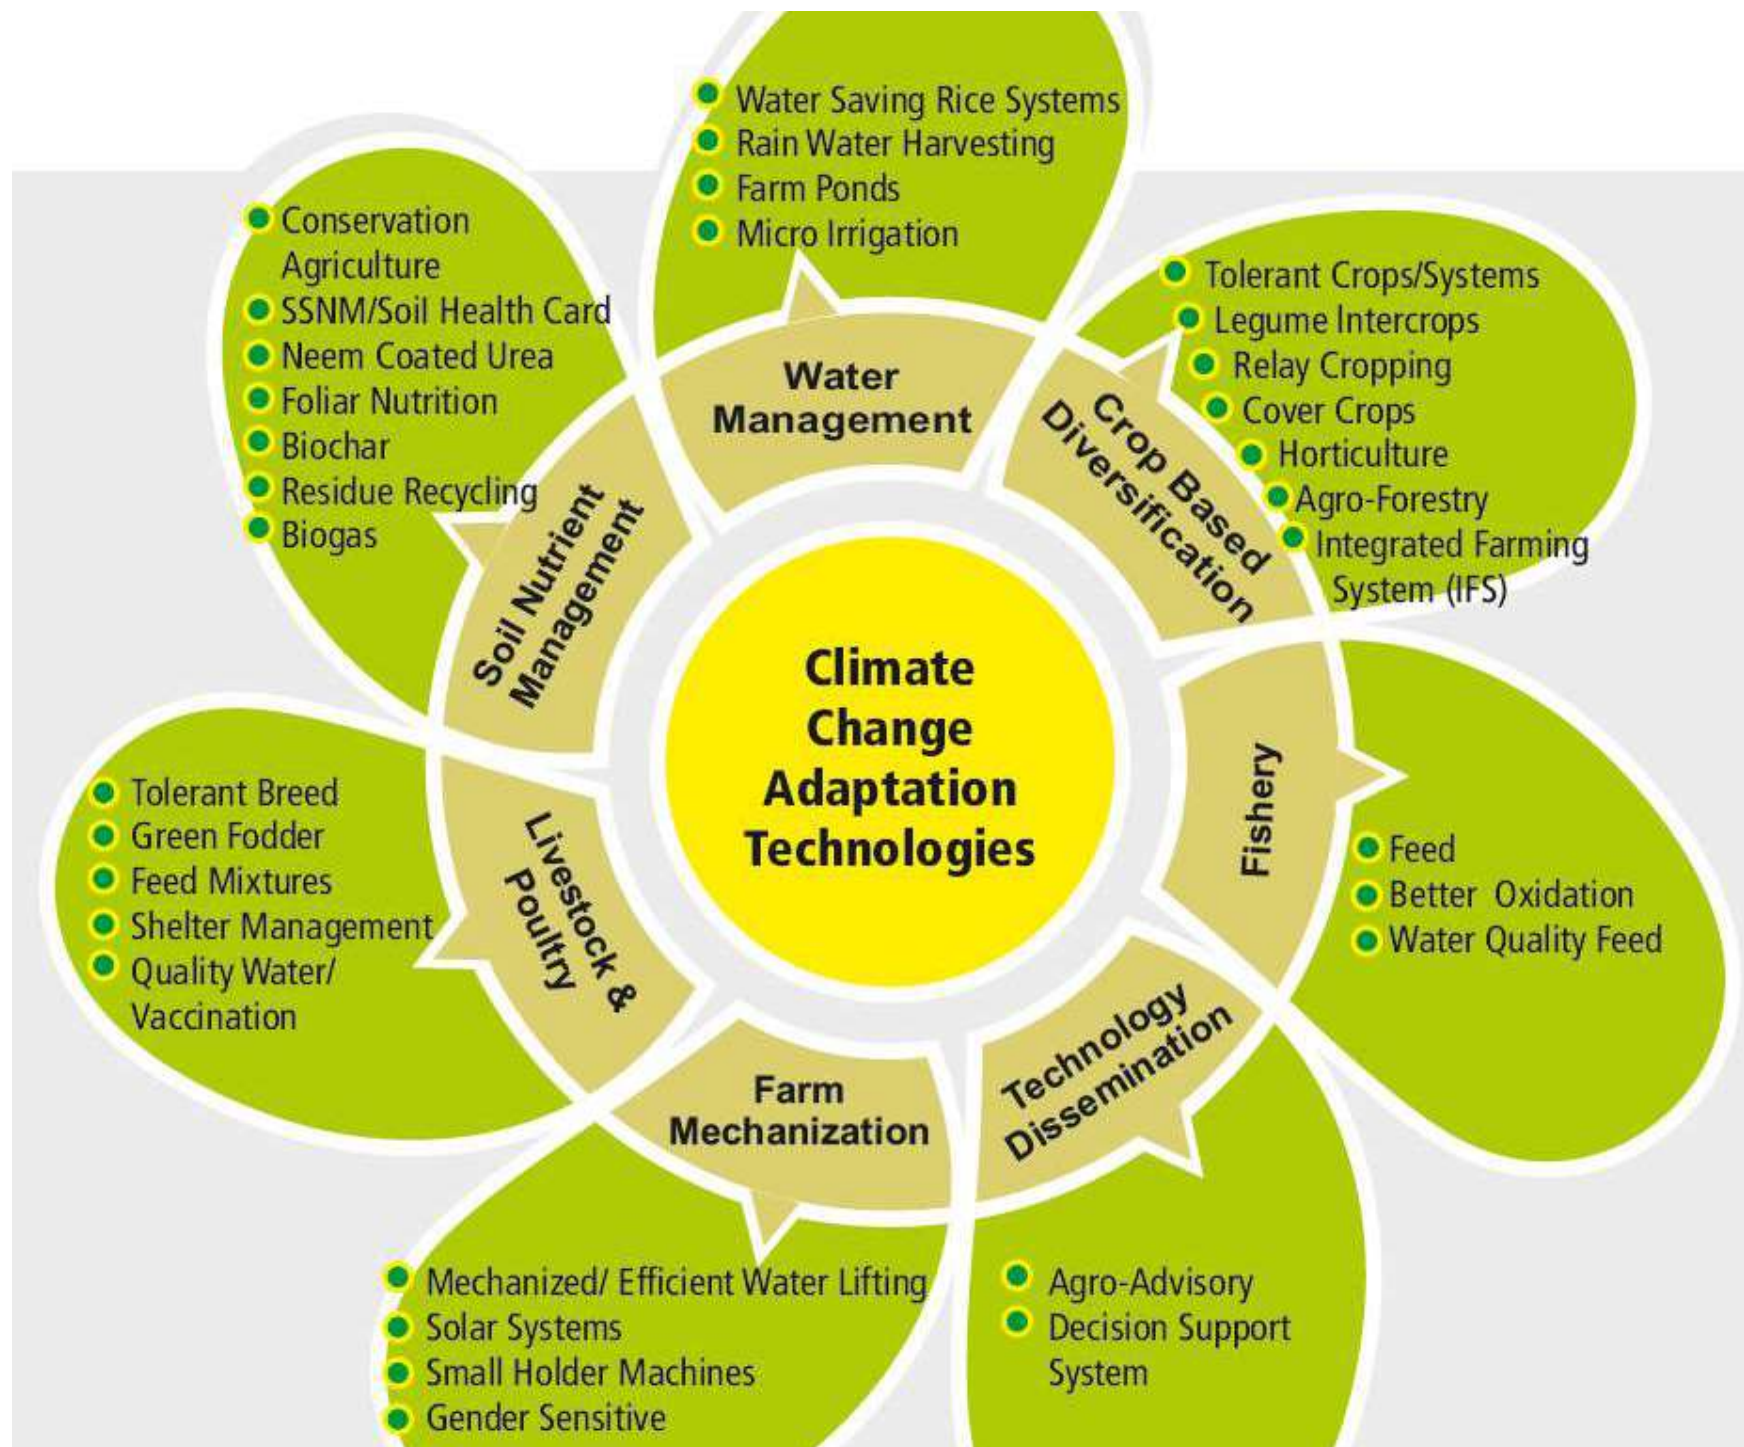 Water Saving Rice Systems
Rain Water Harvesting
Farm Ponds
Micro Irrigation
Conservation
Agriculture
SSNM/Soil Health Card
Neem Coated Urea
Foliar Nutrition
Biochar
Residue Recycling
Biogas
Tolerant Crops/Systems
Legume Intercrops
Relay Cropping
Cover Crops
Horticulture
Agro-Forestry
Integrated Farming
System (IFS)
Water
Management
Crop Based
Diversification
Soil Nutrient
Management
Climate
Change
Adaptation
Technologies
Fishery
Feed
Better Oxidation
Water Quality Feed
Tolerant Breed
Green Fodder
Feed Mixtures
Shelter Management
Quality Water/
Vaccination
Livestock &
Poultry
Farm
Mechanization
Technology
Dissemination
Mechanized/ Efficient Water Lifting
Solar Systems
Small Holder Machines
Gender Sensitive
Agro-Advisory
Decision Support
System